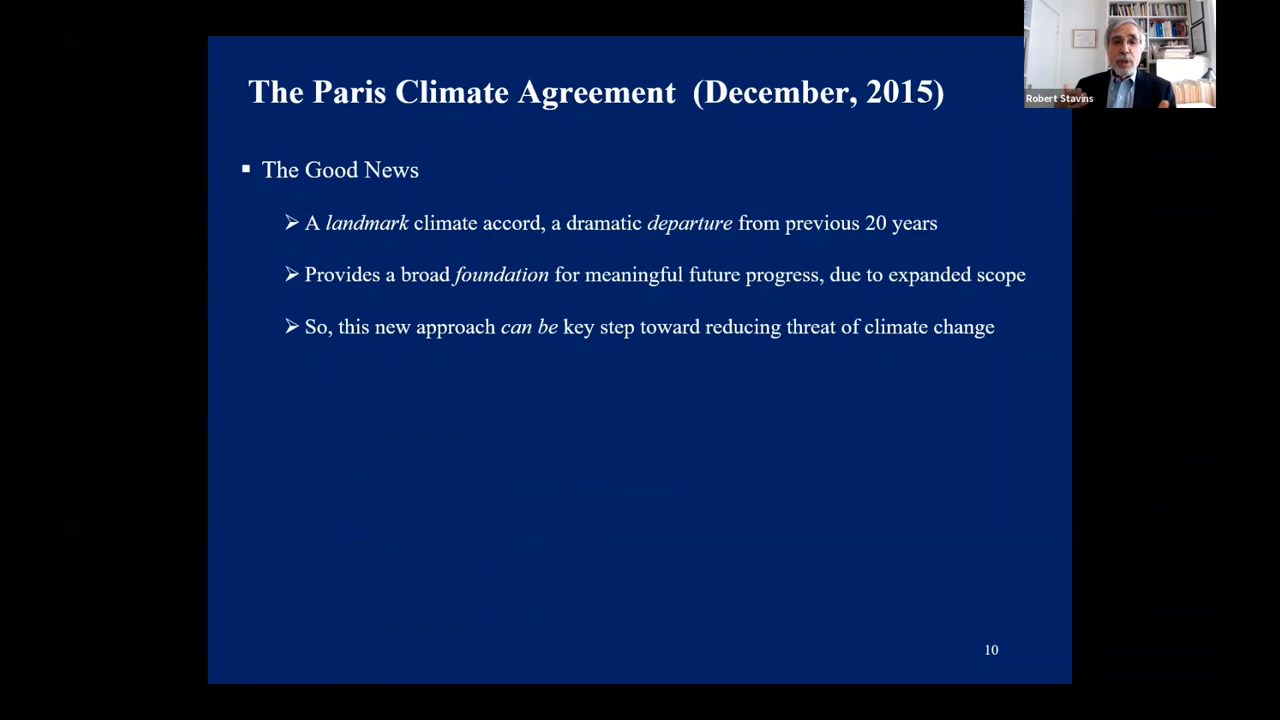 The Paris Climate Agreement (December, 2015)
Robert Stavins
▪ The Good News
➢ A landmark climate accord, a dramatic departure from previous 20 years
➢ Provides a broad foundation for meaningful future progress, due to expanded scope
➢ So, this new approach can be key step toward reducing threat of climate change
10